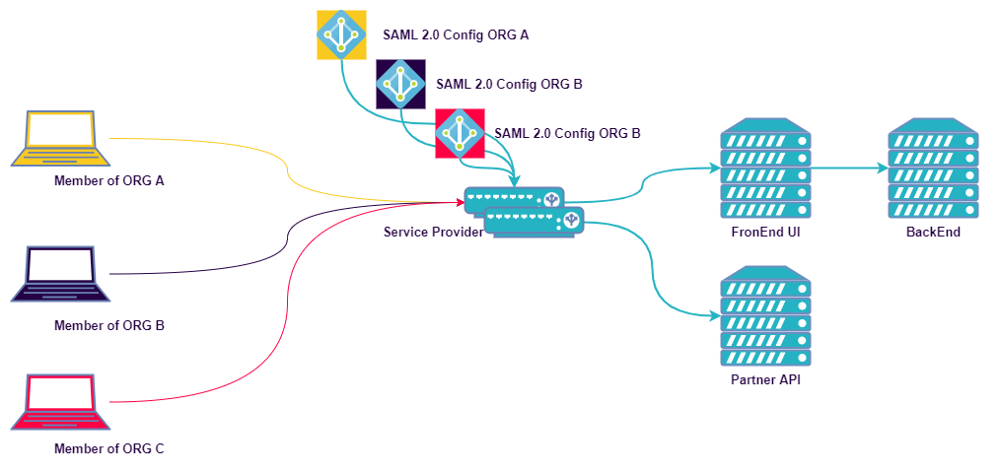 SAML 2.0 Config ORG A
SAML 2.0 Config ORG B
SAML 2.0 Config ORG B
Member of ORG A
Service Provider
FronEnd UI
BackEnd
Member of ORG B
Partner API
Member of ORG C